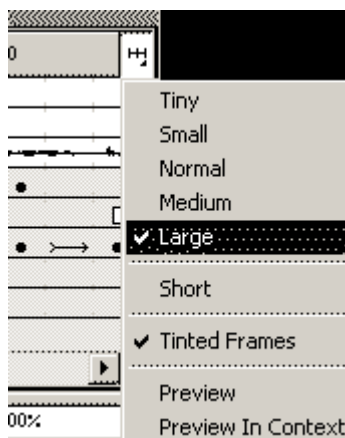 0
Tiny
Small
Normal
Medium
Large
Short
Tinted Frames
Preview
00%
Preview In Context